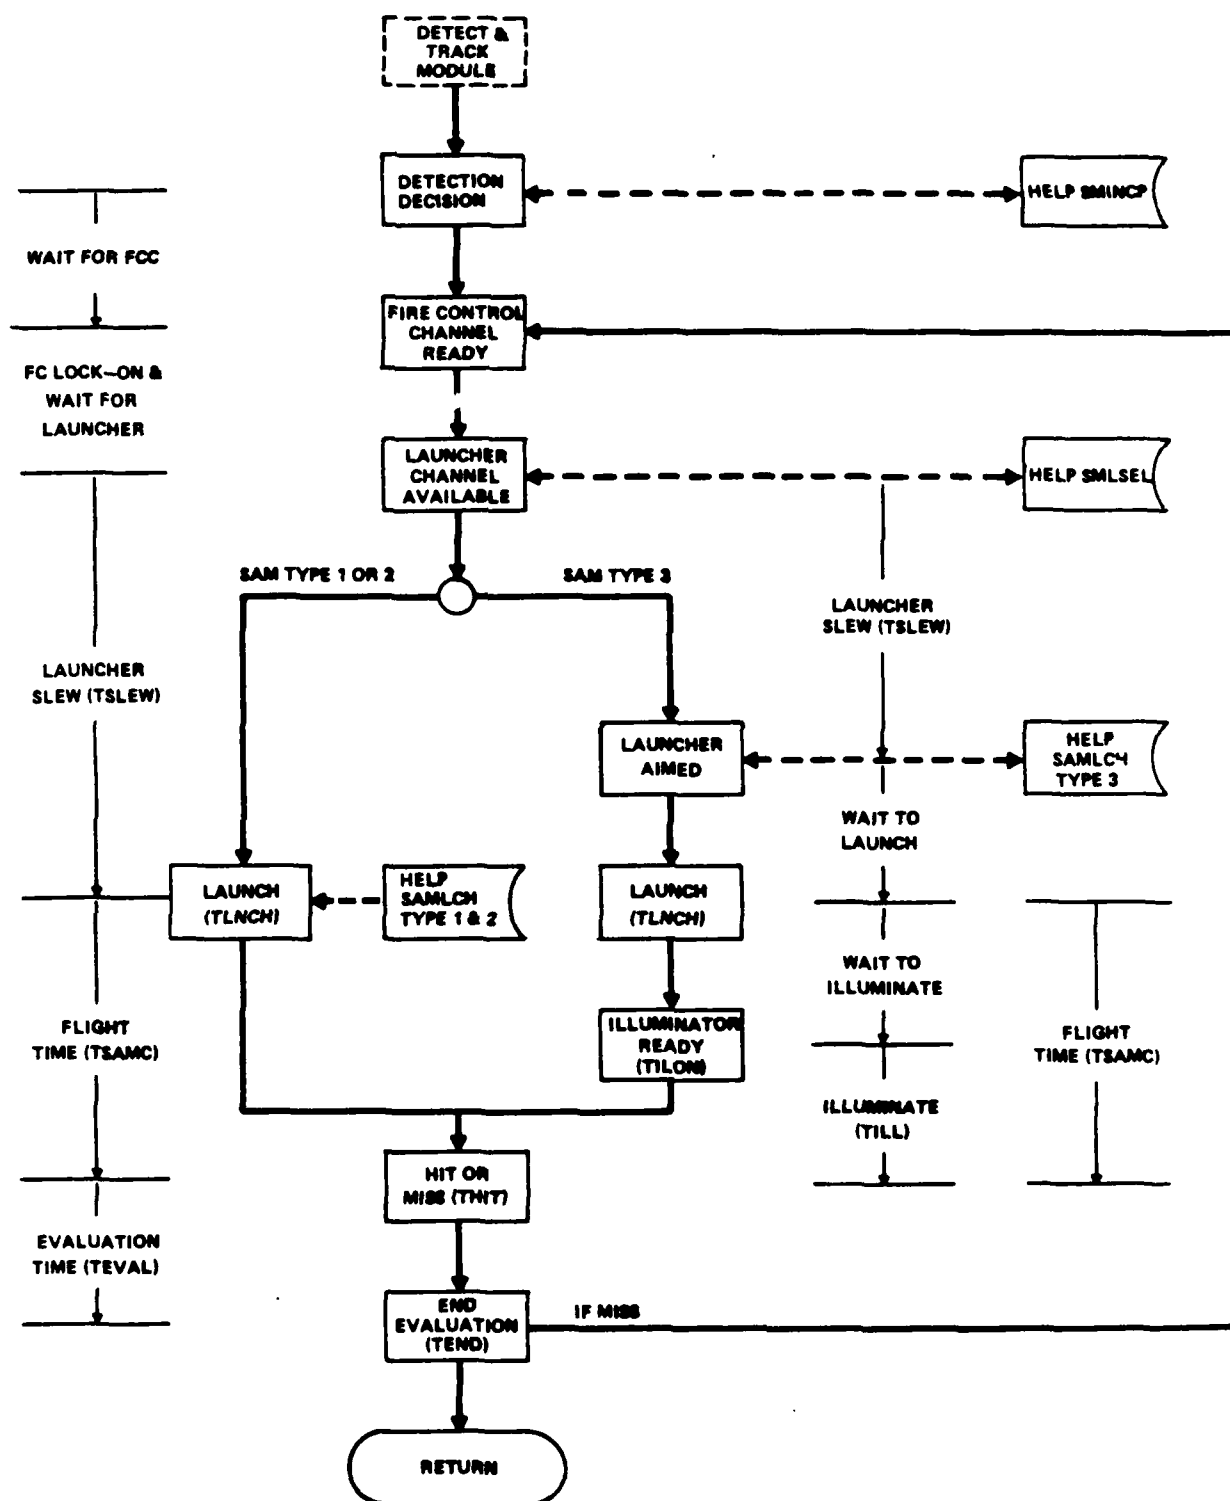 DETECT &
TRACK
MODULE
DETECTION
DECISION
HELP SMINCP
WAIT FOR FCC
FIRE CONTROL
CHANNEL
READY
FC LOCK-ON &
WAIT FOR
LAUNCHER
LAUNCHER
CHANNEL
AVAILABLE
HELP SMLSEL
SAM TYPE 1 OR 2
SAM TYPE 3
LAUNCHER
SLEW (TSLEW)
LAUNCHER
SLEW (TSLEW)
LAUNCHER
AIMED
HELP
SAMLCH
TYPE 3
WAIT TO
LAUNCH
LAUNCH
(TLNCH)
HELP
SAMLCH
TYPE 1 & 2
LAUNCH
(TLNCH)
WAIT TO
ILLUMINATE
FLIGHT
TIME (TSAMC)
ILLUMINATOR
READY
(TILON)
FLIGHT
TIME (TSAMC)
ILLUMINATE
(TILL)
HIT OR
MISS (THIT)
EVALUATION
TIME (TEVAL)
END
EVALUATION
(TEND)
IF MISS
RETURN